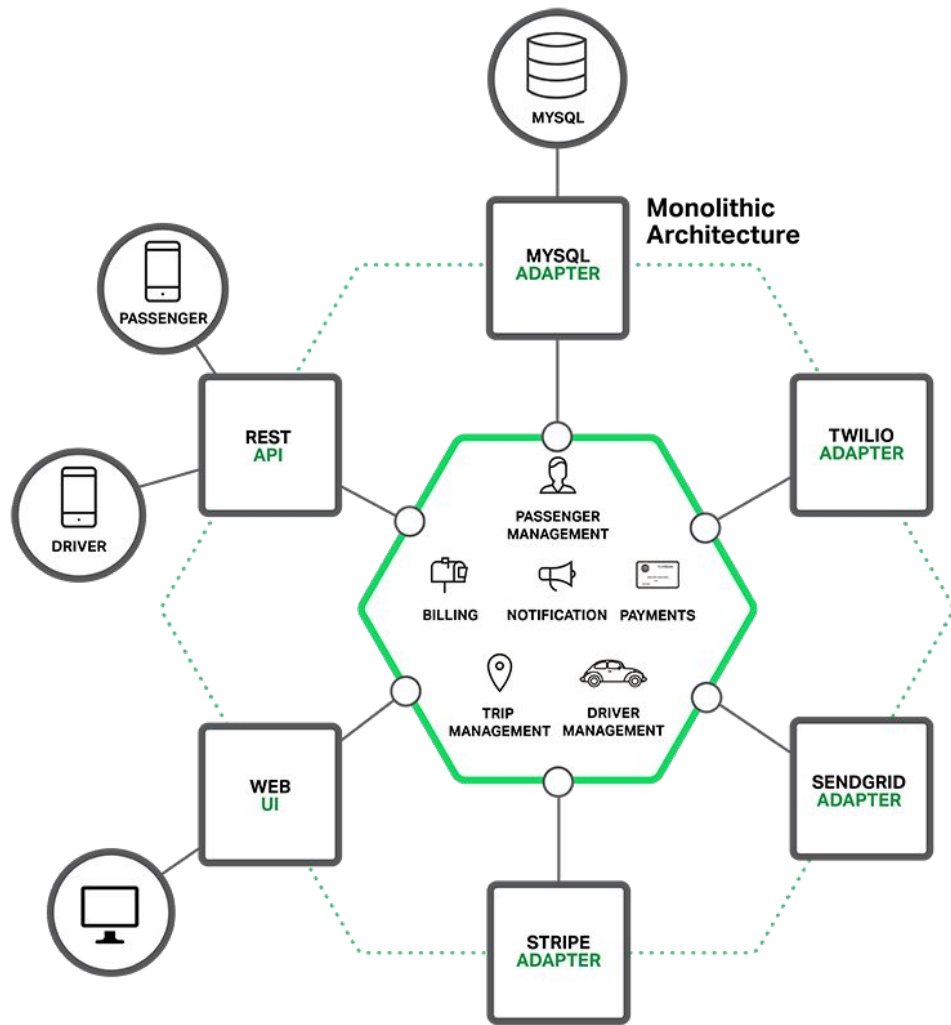 MYSQL
Monolithic
Architecture
MYSQL
ADAPTER
PASSENGER
REST
API
TWILIO
ADAPTER
DRIVER
PASSENGER
MANAGEMENT
BILLING
NOTIFICATION
PAYMENTS
TRIP
MANAGEMENT
DRIVER
MANAGEMENT
WEB
UI
SENDGRID
ADAPTER
STRIPE
ADAPTER